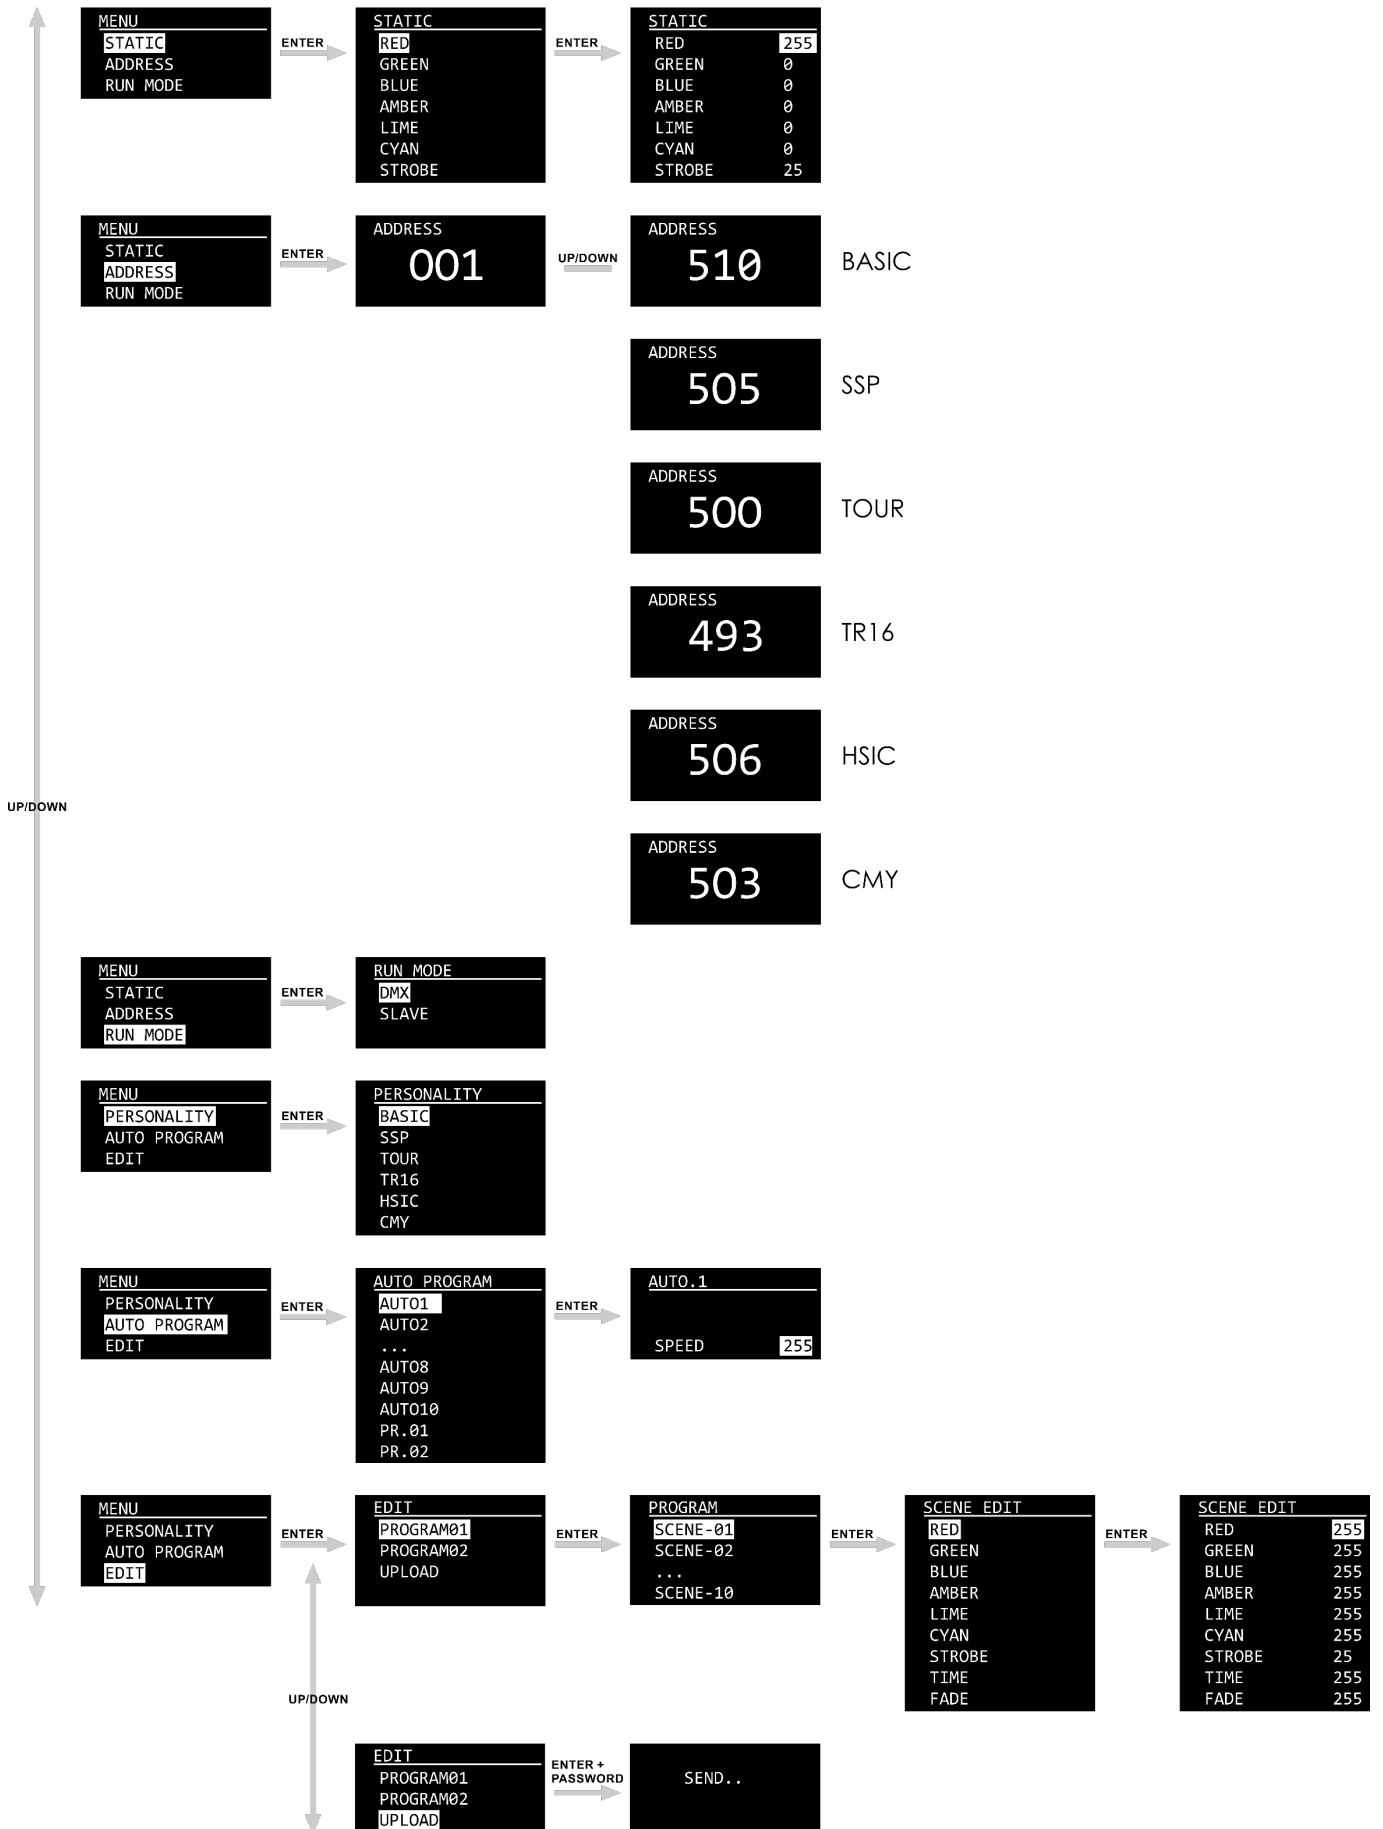 MENU
STATIC
ADDRESS
RUN MODE
ENTER
STATIC
RED
GREEN
BLUE
AMBER
LIME
CYAN
STROBE
ENTER
STATIC
RED 255
GREEN 0
BLUE 0
AMBER 0
LIME 0
CYAN 0
STROBE 25
MENU
STATIC
ADDRESS
RUN MODE
ENTER
ADDRESS
001
UP/DOWN
ADDRESS
510
BASIC
ADDRESS
505
SSP
ADDRESS
500
TOUR
ADDRESS
493
TR16
ADDRESS
506
HSIC
UP/DOWN
ADDRESS
503
CMY
MENU
STATIC
ADDRESS
RUN MODE
ENTER
RUN MODE
DMX
SLAVE
MENU
PERSONALITY
AUTO PROGRAM
EDIT
ENTER
PERSONALITY
BASIC
SSP
TOUR
TR16
HSIC
CMY
MENU
PERSONALITY
AUTO PROGRAM
EDIT
ENTER
AUTO PROGRAM
AUTO1
AUTO2
...
AUTO8
AUTO9
AUTO10
PR.01
PR.02
ENTER
AUTO.1
SPEED 255
MENU
PERSONALITY
AUTO PROGRAM
EDIT
ENTER
EDIT
PROGRAM01
PROGRAM02
UPLOAD
ENTER
PROGRAM
SCENE-01
SCENE-02
...
SCENE-10
ENTER
SCENE EDIT
RED
GREEN
BLUE
AMBER
LIME
CYAN
STROBE
TIME
FADE
ENTER
SCENE EDIT
RED 255
GREEN 255
BLUE 255
AMBER 255
LIME 255
CYAN 255
STROBE 25
TIME 255
FADE 255
UP/DOWN
EDIT
PROGRAM01
PROGRAM02
UPLOAD
ENTER +
PASSWORD
SEND..